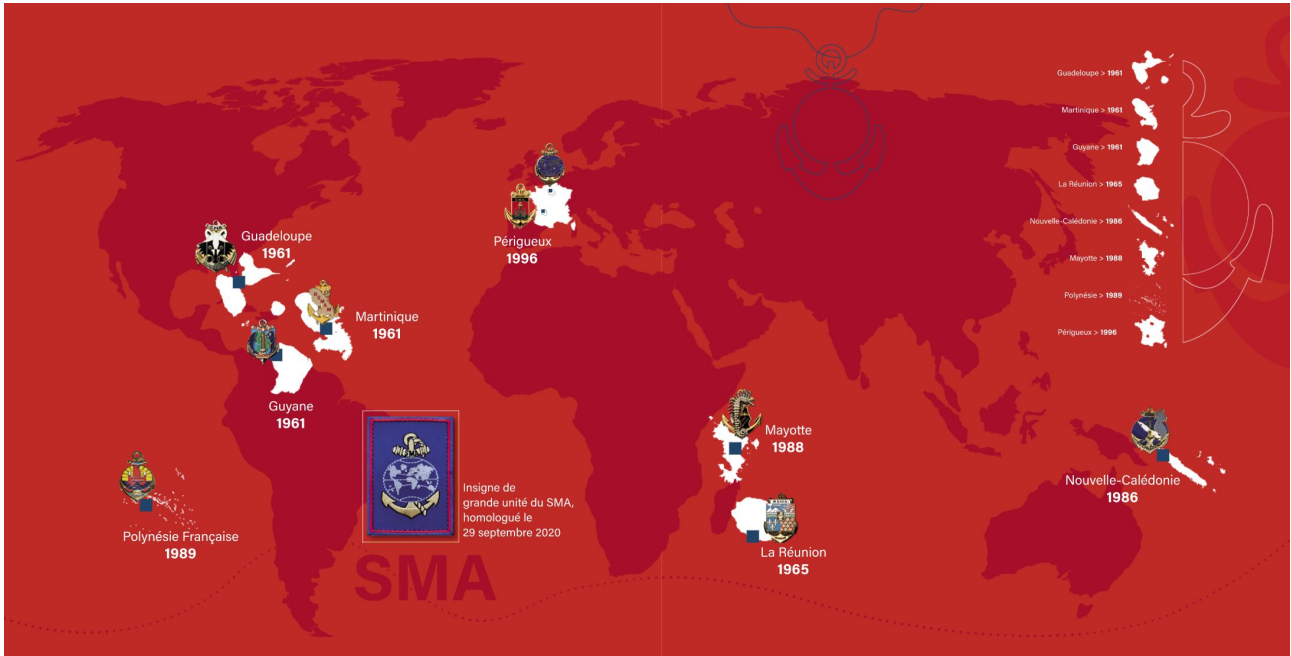 Guadeloupe > 1961
Martinique > 1961
Guyane > 1961
La Réunion > 1965
Nouvelle-Calédonie > 1986
Mayotte > 1988
Polynésie > 1989
Périgueux > 1996
Périgueux
1996
Guadeloupe
1961
Martinique
1961
Guyane
1961
Mayotte
1988
Nouvelle-Calédonie
1986
Polynésie Française
1989
La Réunion
1965
Insigne de
grande unité du SMA,
homologué le
29 septembre 2020
SMA